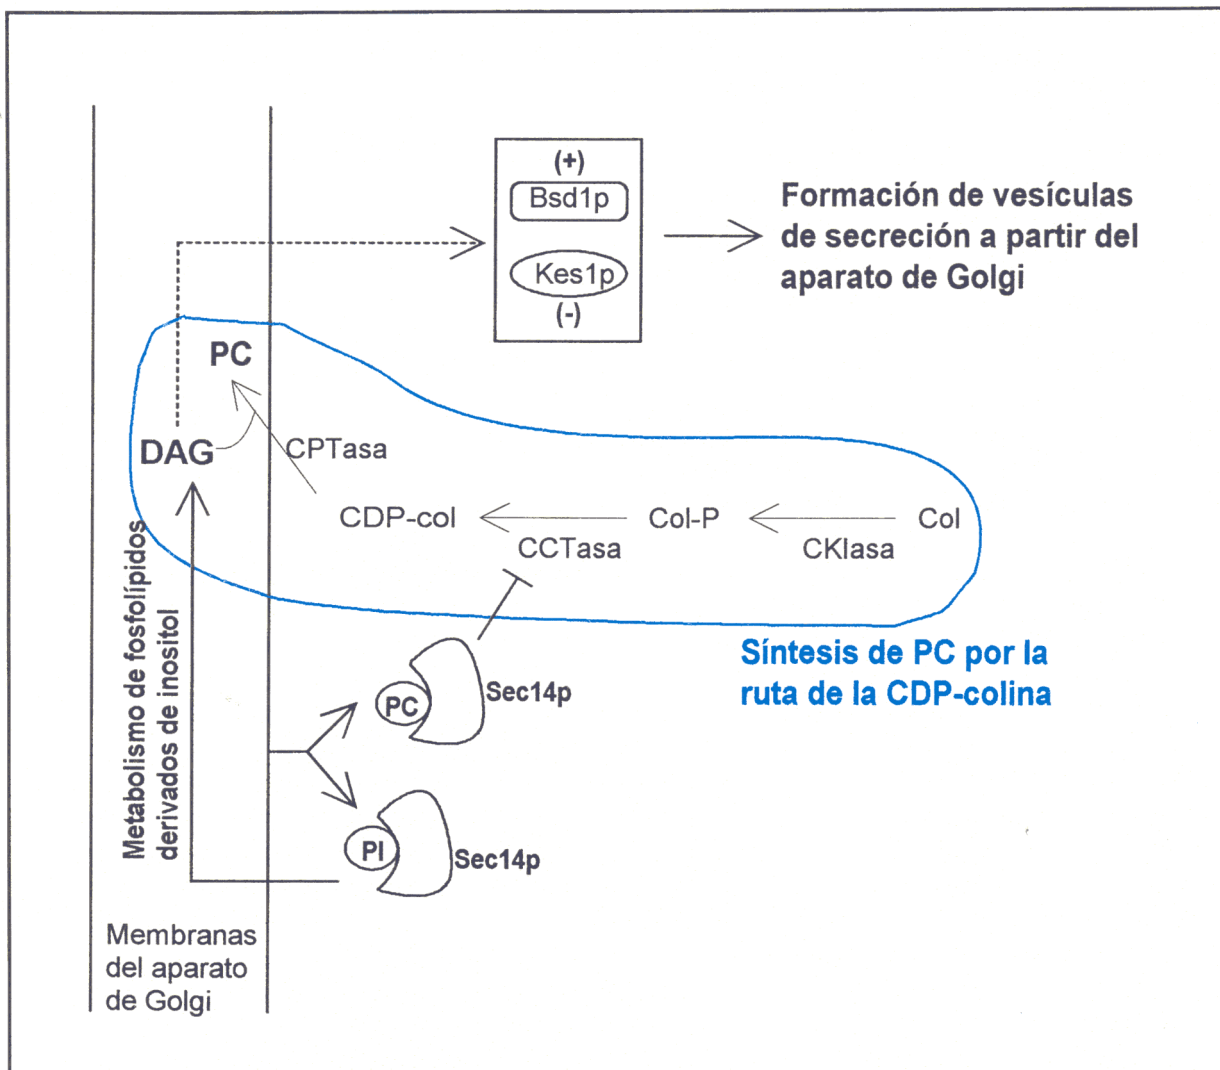 (+)
Bsd1p
Kes1p
(-)
Formación de vesículas
de secreción a partir del
aparato de Golgi
PC
DAG
CPTasa
CDP-col
CCTasa
Col-P
CKIasa
Col
Síntesis de PC por la
ruta de la CDP-colina
PC
Sec14p
PI
Sec14p
Metabolismo de fosfolípidos
derivados de inositol
Membranas
del aparato
de Golgi